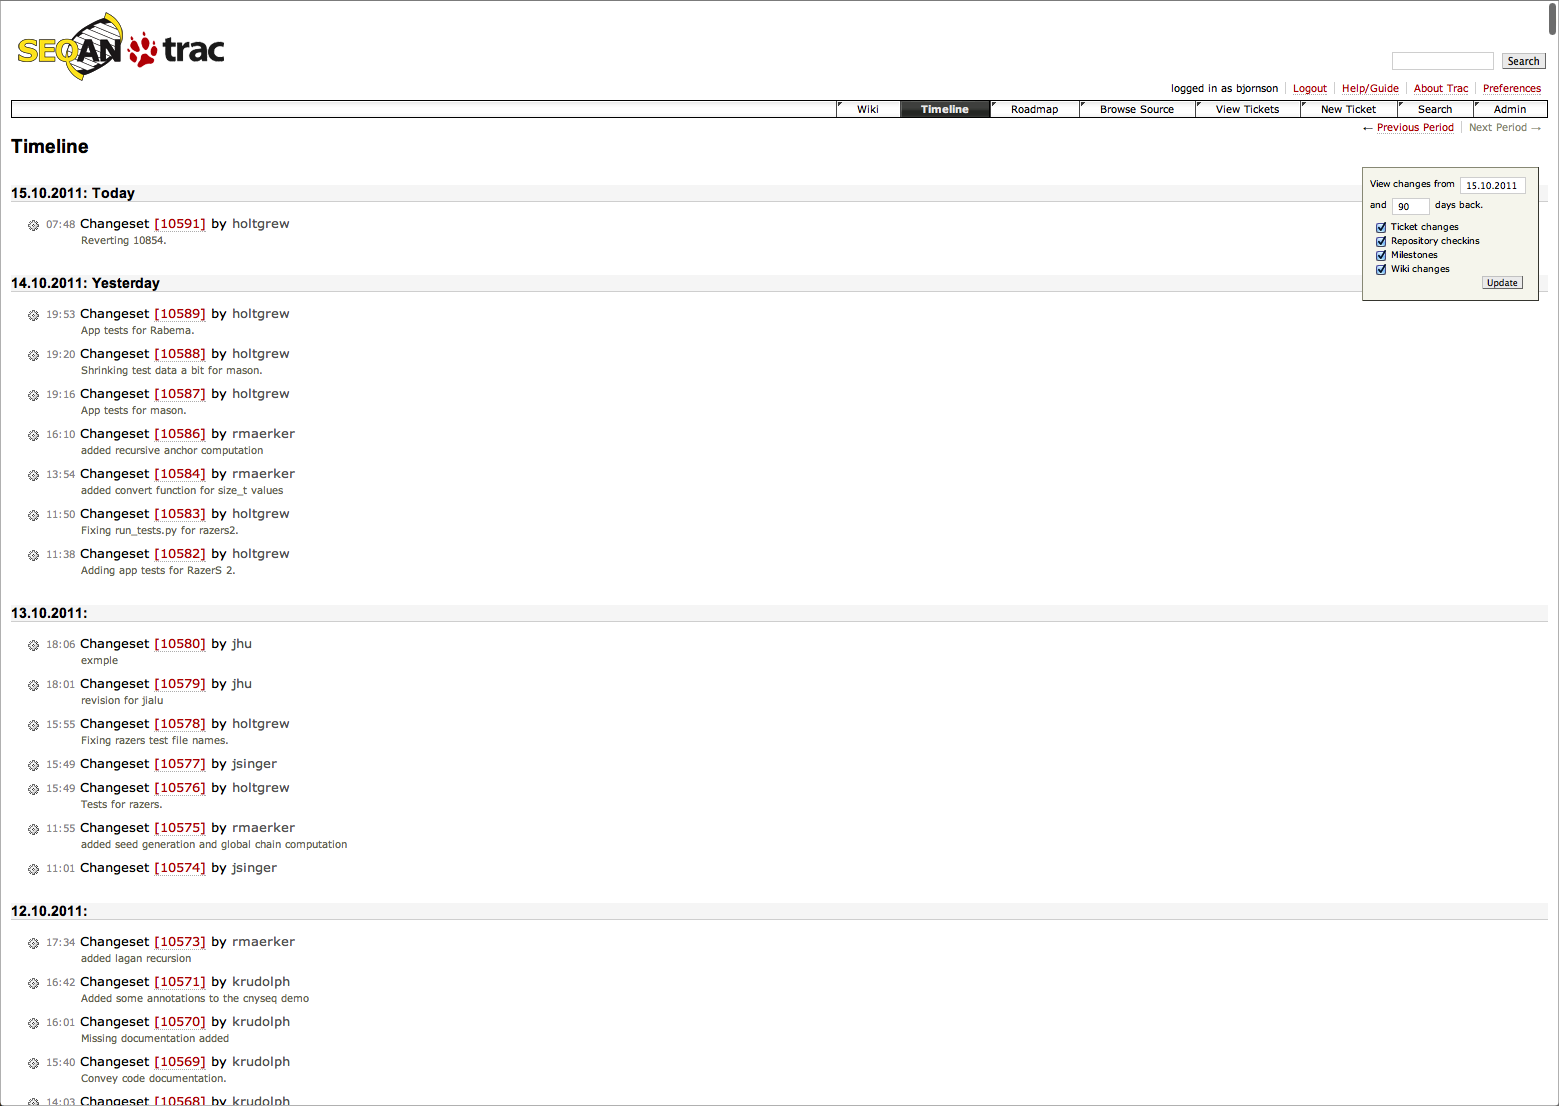 SEQAN trac
Search
logged in as bjornson Logout Help/Guide About Trac Preferences
Wiki Timeline Roadmap Browse Source View Tickets New Ticket Search Admin
← Previous Period Next Period →
Timeline
View changes from 15.10.2011
and 90 days back.
Ticket changes
Repository checkins
Milestones
Wiki changes
Update
15.10.2011: Today
07:48 Changeset [10591] by holtgrew
Reverting 10854.
14.10.2011: Yesterday
19:53 Changeset [10589] by holtgrew
App tests for Rabema.
19:20 Changeset [10588] by holtgrew
Shrinking test data a bit for mason.
19:16 Changeset [10587] by holtgrew
App tests for mason.
16:10 Changeset [10586] by rmaerker
added recursive anchor computation
13:54 Changeset [10584] by rmaerker
added convert function for size_t values
11:50 Changeset [10583] by holtgrew
Fixing run_tests.py for razers2.
11:38 Changeset [10582] by holtgrew
Adding app tests for RazerS 2.
13.10.2011:
18:06 Changeset [10580] by jhu
exmple
18:01 Changeset [10579] by jhu
revision for jialu
15:55 Changeset [10578] by holtgrew
Fixing razers test file names.
15:49 Changeset [10577] by jsinger
15:49 Changeset [10576] by holtgrew
Tests for razers.
11:55 Changeset [10575] by rmaerker
added seed generation and global chain computation
11:01 Changeset [10574] by jsinger
12.10.2011:
17:34 Changeset [10573] by rmaerker
added lagan recursion
16:42 Changeset [10571] by krudolph
Added some annotations to the cnyseq demo
16:01 Changeset [10570] by krudolph
Missing documentation added
15:40 Changeset [10569] by krudolph
Convey code documentation.
14:03 Changeset [10568] by krudolph